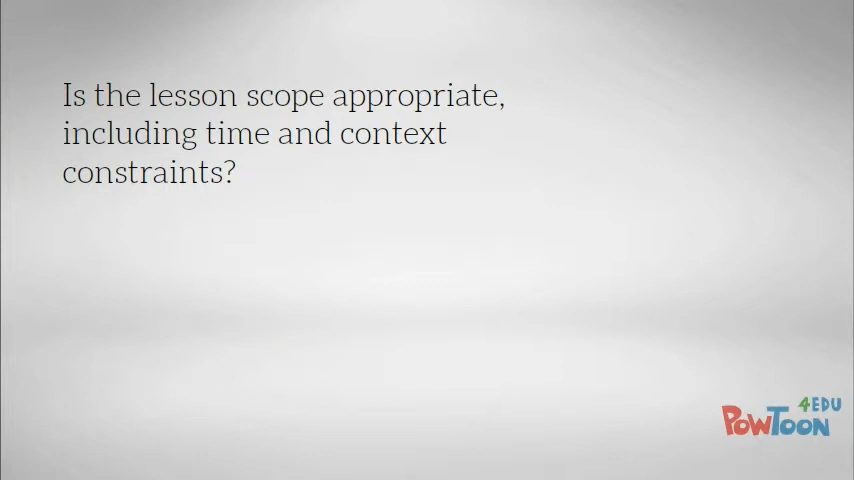 Is the lesson scope appropriate,
including time and context
constraints?
4EDU
PowToon